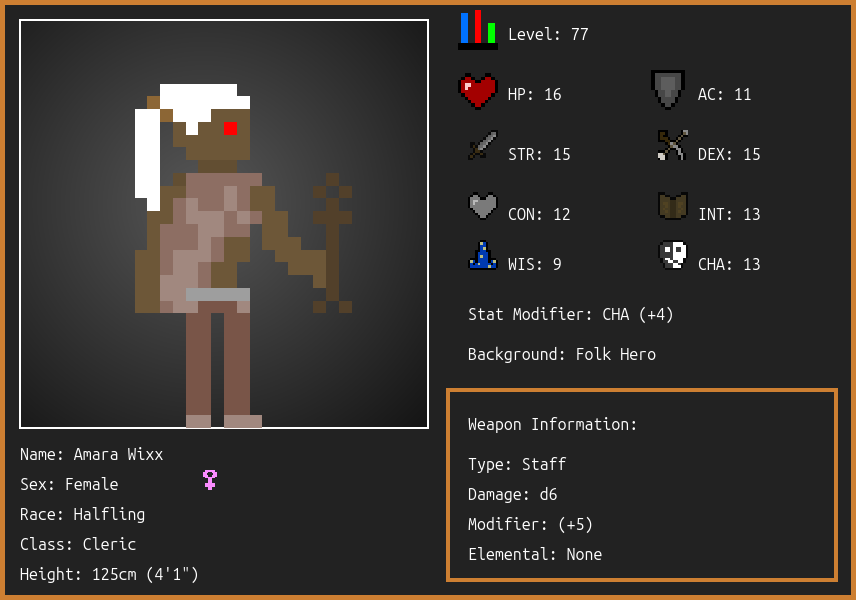 Level: 77
HP: 16
AC: 11
STR: 15
DEX: 15
CON: 12
INT: 13
WIS: 9
CHA: 13
Stat Modifier: CHA (+4)
Background: Folk Hero
Weapon Information:
Type: Staff
Damage: d6
Modifier: (+5)
Elemental: None
Name: Amara Wixx
Sex: Female
Race: Halfling
Class: Cleric
Height: 125cm (4'1")